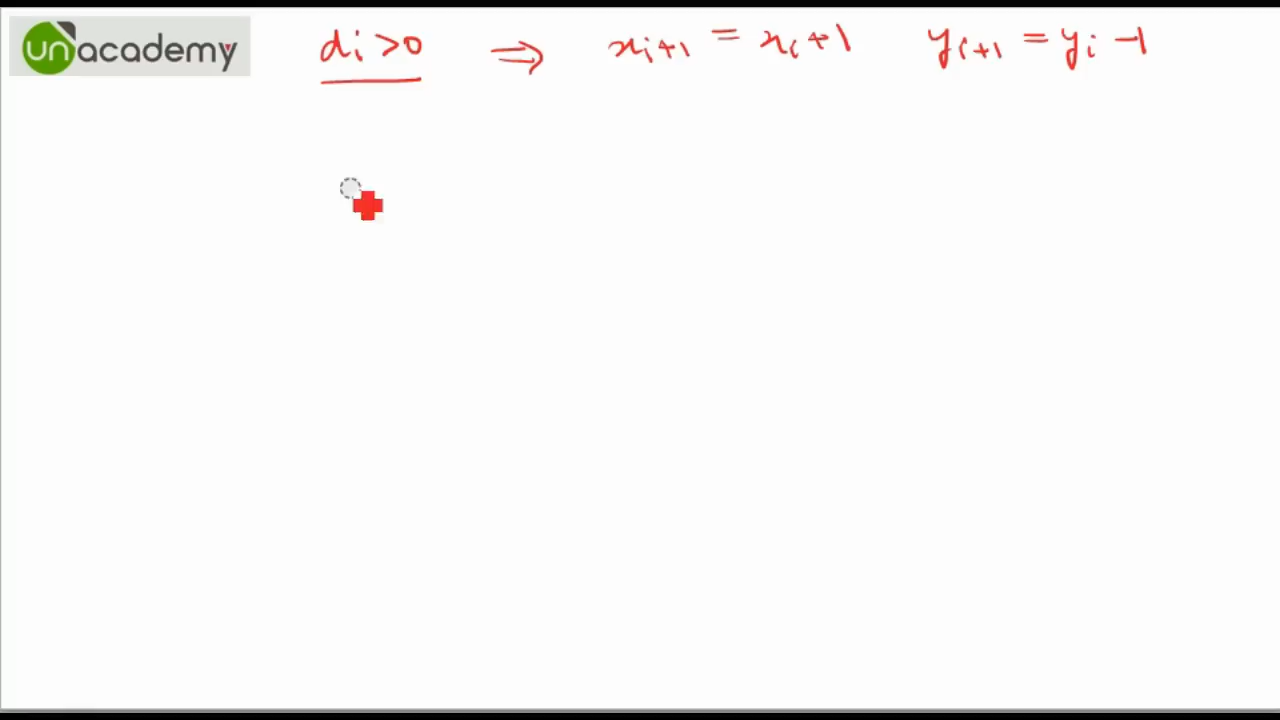 unacademy
di > 0 ⇒ xi+1 = xi + 1 yi+1 = yi - 1